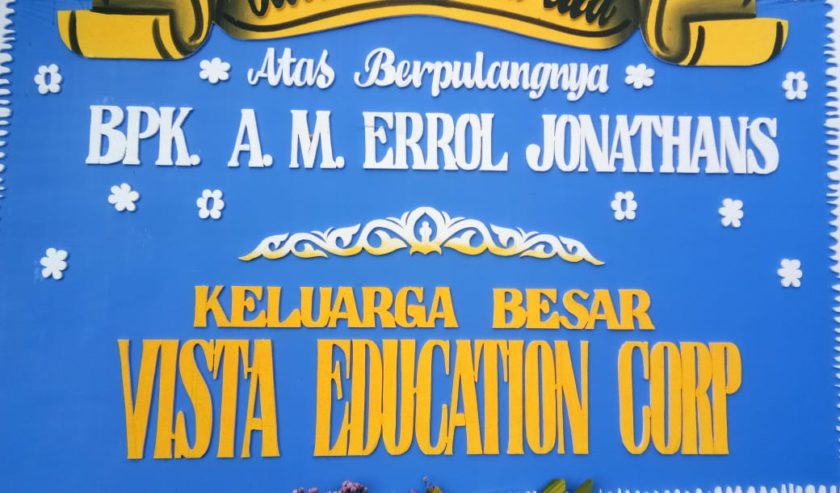 Atas Berpulangnya
BPK. A. M. ERROL JONATHANS
KELUARGA BESAR
VISTA EDUCATION CORP